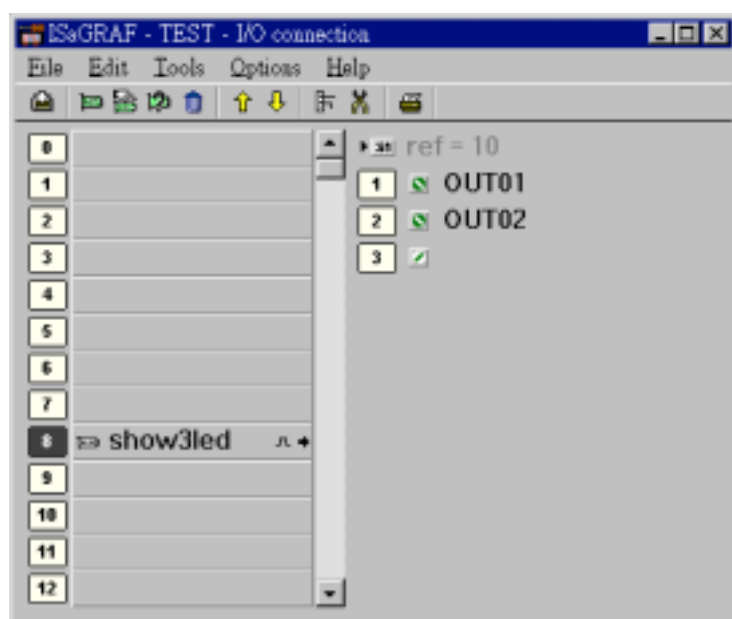 ISaGRAF - TEST - I/O connection
File Edit Tools Options Help
0
1
2
3
4
5
6
7
8 show3led
9
10
11
12
ref = 10
1 OUT01
2 OUT02
3